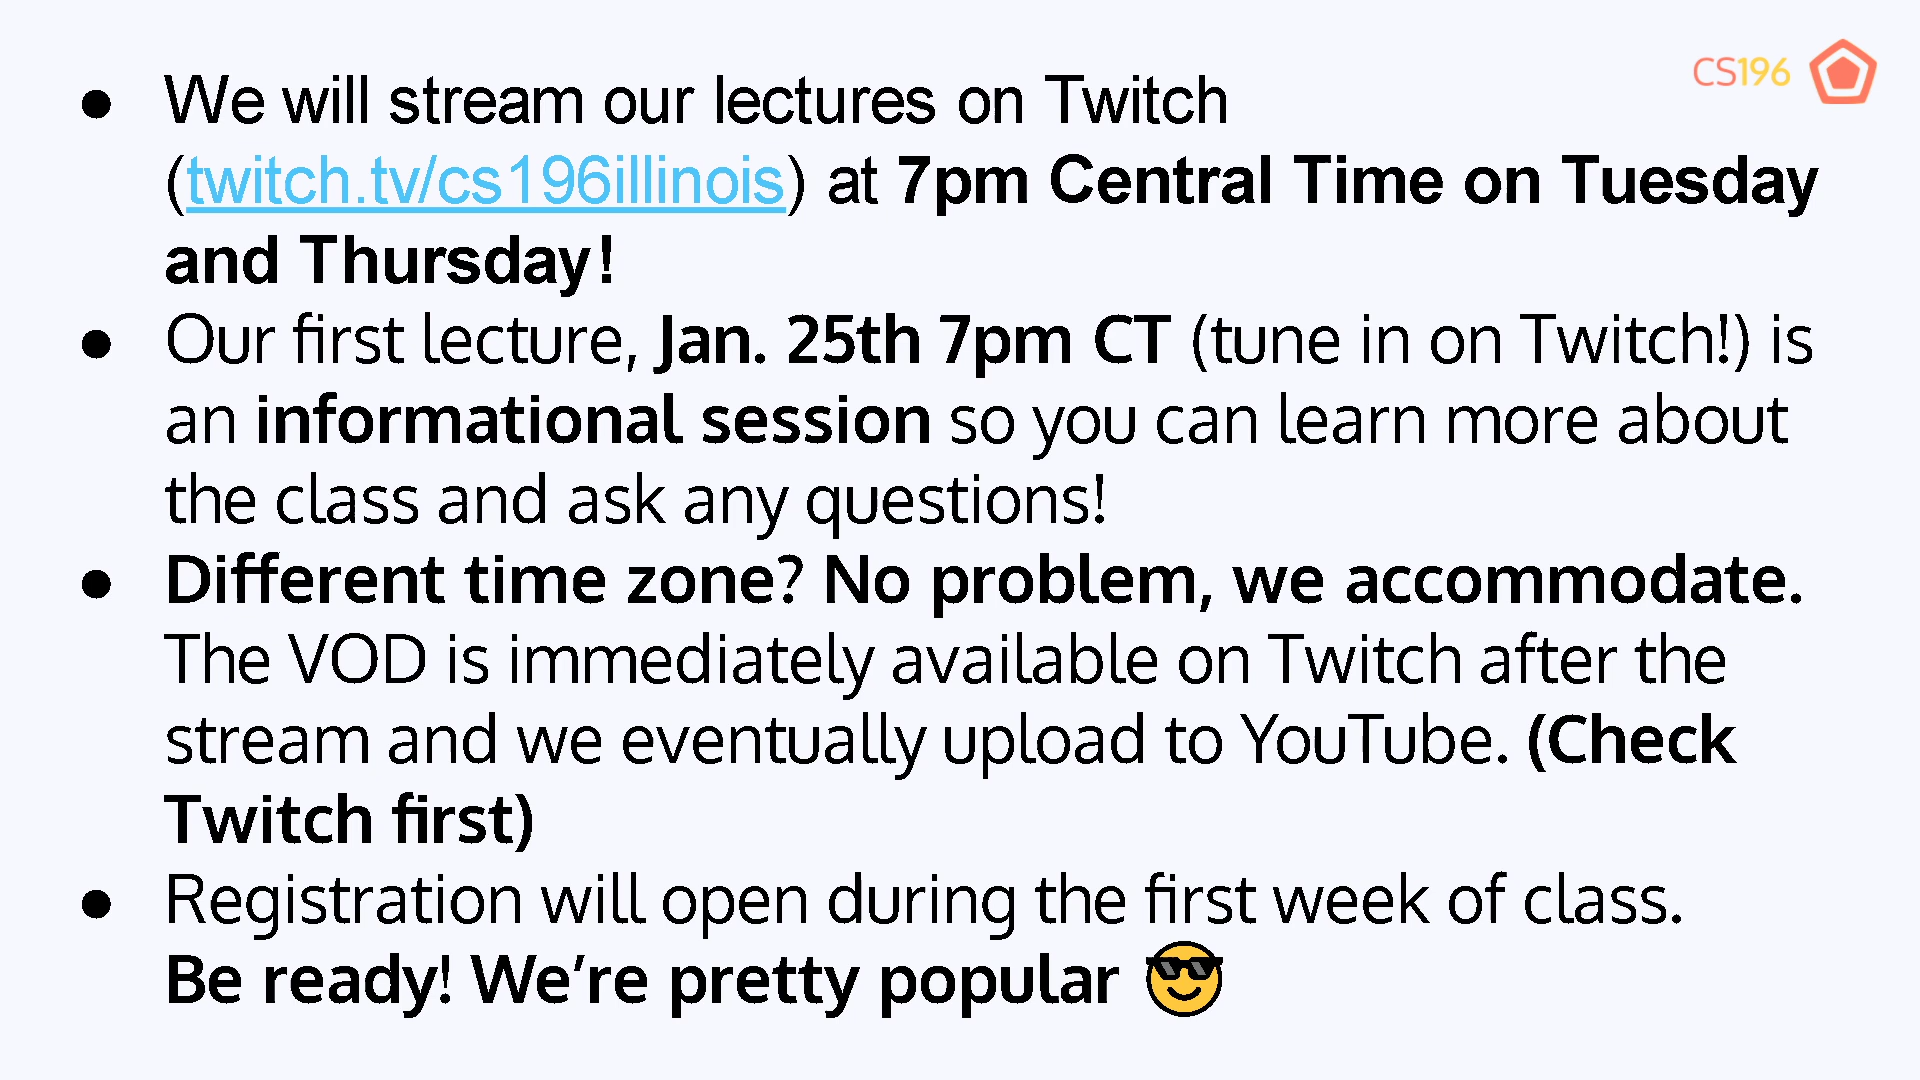 CS196
● We will stream our lectures on Twitch
(twitch.tv/cs196illinois) at 7pm Central Time on Tuesday
and Thursday!
● Our first lecture, Jan. 25th 7pm CT (tune in on Twitch!) is
an informational session so you can learn more about
the class and ask any questions!
● Different time zone? No problem, we accommodate.
The VOD is immediately available on Twitch after the
stream and we eventually upload to YouTube. (Check
Twitch first)
● Registration will open during the first week of class.
Be ready! We’re pretty popular 😎